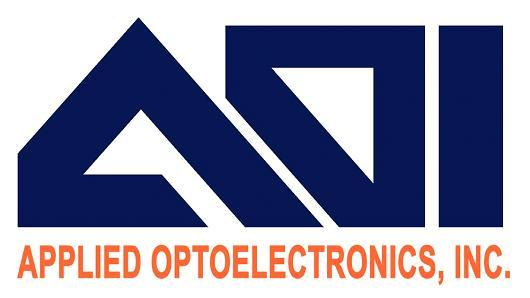 AOI
APPLIED OPTOELECTRONICS, INC.